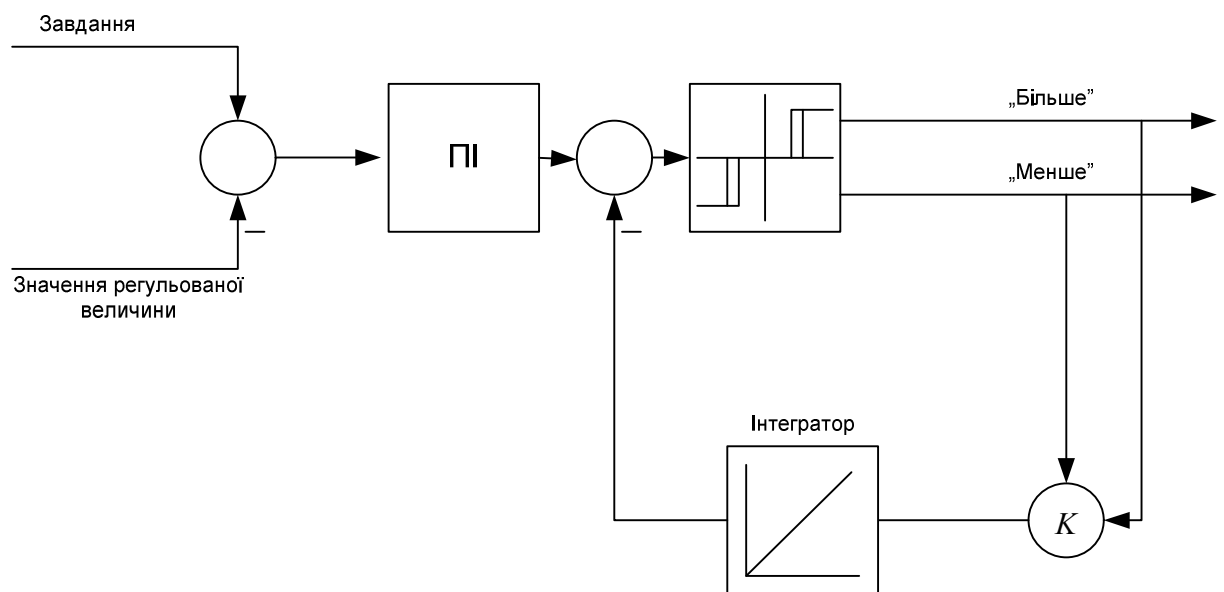 Завдання
„Більше”
ПІ
„Менше”
Значення регульованої
величини
Інтегратор
K